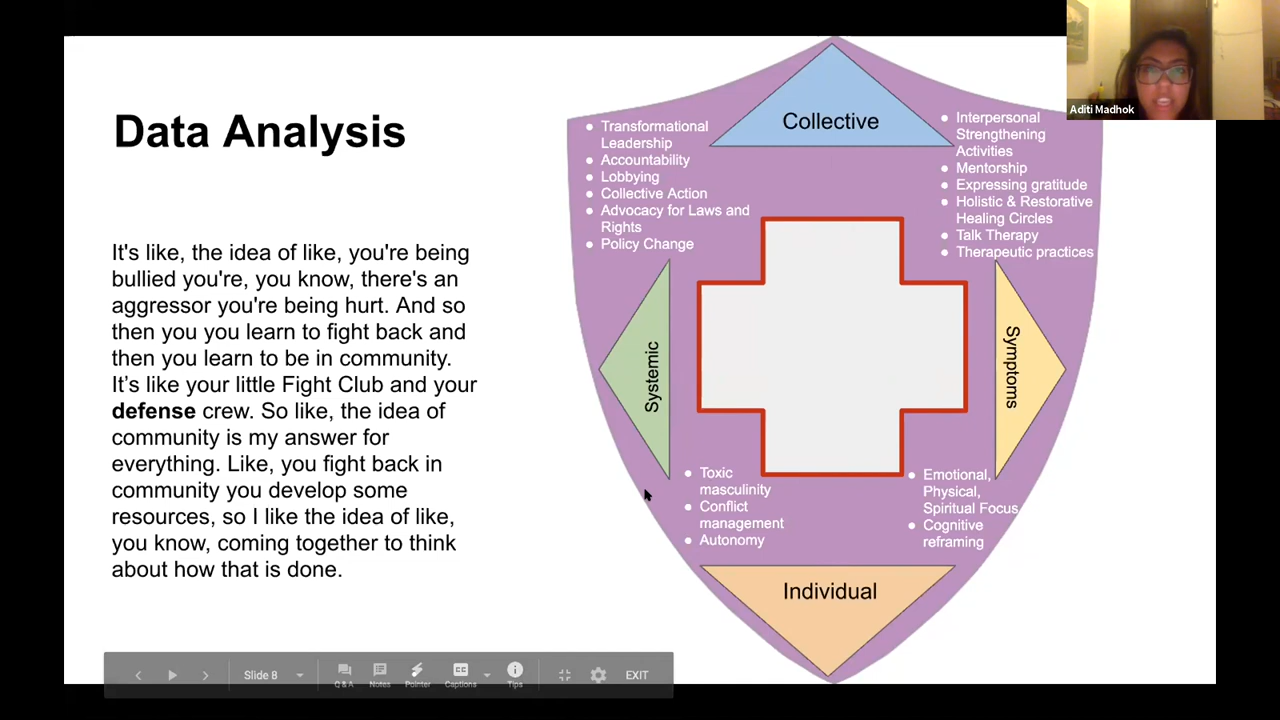 Data Analysis
It's like, the idea of like, you're being
bullied you're, you know, there's an
aggressor you're being hurt. And so
then you you learn to fight back and
then you learn to be in community.
It's like your little Fight Club and your
defense crew. So like, the idea of
community is my answer for
everything. Like, you fight back in
community you develop some
resources, so I like the idea of like,
you know, coming together to think
about how that is done.
Collective
● Transformational
Leadership
● Accountability
● Lobbying
● Collective Action
● Advocacy for Laws and
Rights
● Policy Change
● Interpersonal
Strengthening
Activities
● Mentorship
● Expressing gratitude
● Holistic & Restorative
Healing Circles
● Talk Therapy
● Therapeutic practices
Systemic
Symptoms
● Toxic
masculinity
● Conflict
management
● Autonomy
● Emotional,
Physical,
Spiritual Focus
● Cognitive
reframing
Individual
Aditi Madhok
Slide 8
Q & A
Notes
Pointer
CC
Captions
Tips
EXIT